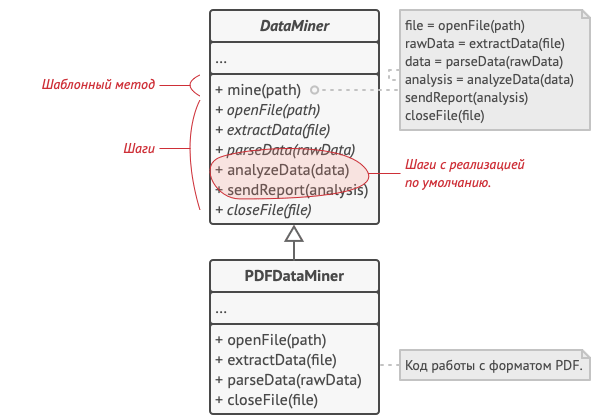 DataMiner
...
+ mine(path)
+ openFile(path)
+ extractData(file)
+ parseData(rawData)
+ analyzeData(data)
+ sendReport(analysis)
+ closeFile(file)
file = openFile(path)
rawData = extractData(file)
data = parseData(rawData)
analysis = analyzeData(data)
sendReport(analysis)
closeFile(file)
Шаблонный метод
Шаги
Шаги с реализацией
по умолчанию.
PDFDataMiner
...
+ openFile(path)
+ extractData(file)
+ parseData(rawData)
+ closeFile(file)
Код работы с форматом PDF.